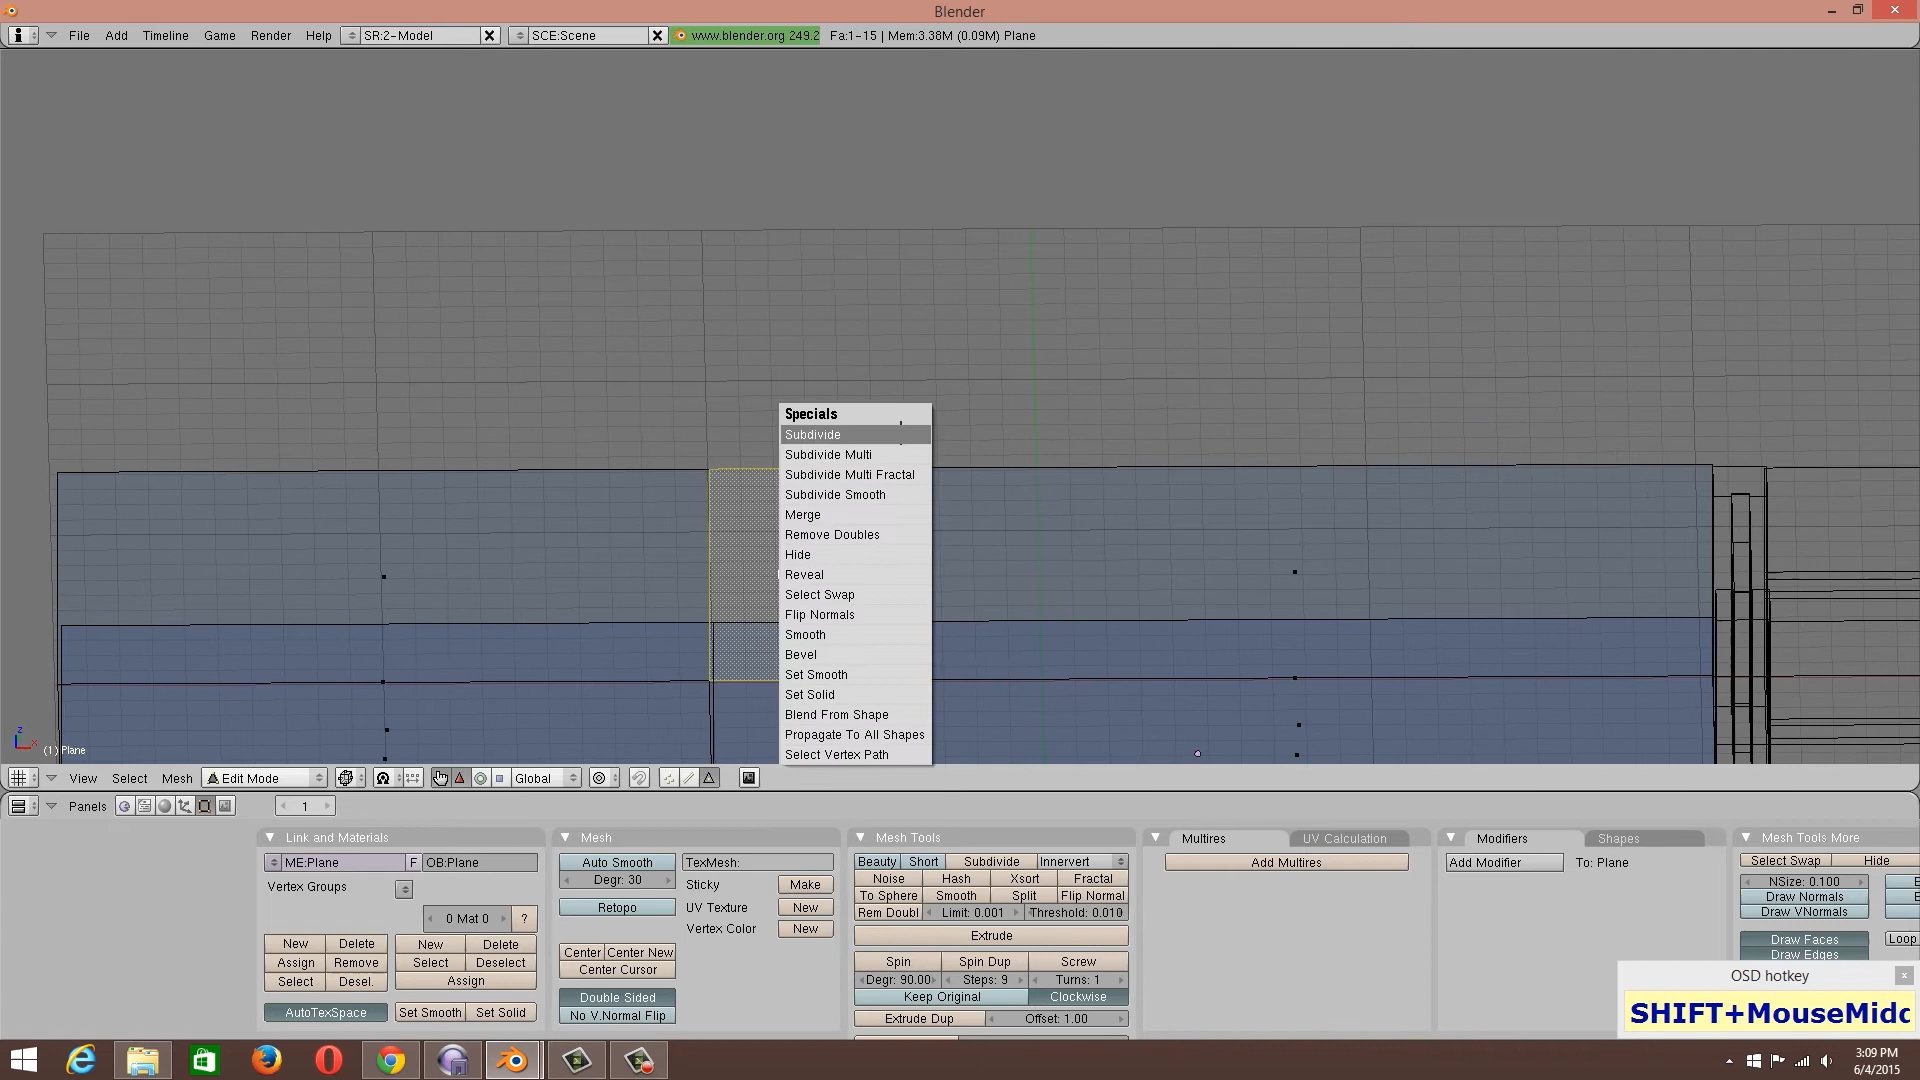 Blender
File Add Timeline Game Render Help SR:2-Model SCE:Scene www.blender.org 249.2 Fa:1-15 | Mem:3.38M (0.09M) Plane
Specials
Subdivide
Subdivide Multi
Subdivide Multi Fractal
Subdivide Smooth
Merge
Remove Doubles
Hide
Reveal
Select Swap
Flip Normals
Smooth
Bevel
Set Smooth
Set Solid
Blend From Shape
Propagate To All Shapes
Select Vertex Path
z
x
(1) Plane
View Select Mesh Edit Mode Global
Panels 1
Link and Materials
ME:Plane F OB:Plane
Vertex Groups
0 Mat 0 ?
New Delete New Delete
Assign Remove Select Deselect
Select Desel. Assign
AutoTexSpace Set Smooth Set Solid
Mesh
Auto Smooth TexMesh:
Degr: 30 Sticky Make
Retopo UV Texture New
Vertex Color New
Center Center New
Center Cursor
Double Sided
No V.Normal Flip
Mesh Tools
Beauty Short Subdivide Innervert
Noise Hash Xsort Fractal
To Sphere Smooth Split Flip Normal
Rem Doubl Limit: 0.001 Threshold: 0.010
Extrude
Spin Spin Dup Screw
Degr: 90.00 Steps: 9 Turns: 1
Keep Original Clockwise
Extrude Dup Offset: 1.00
Multires UV Calculation
Add Multires
Modifiers Shapes
Add Modifier To: Plane
Mesh Tools More
Select Swap Hide
NSize: 0.100
Draw Normals
Draw VNormals
Draw Faces Loop
Draw Edges
OSD hotkey x
SHIFT+MouseMidd
3:09 PM
6/4/2015